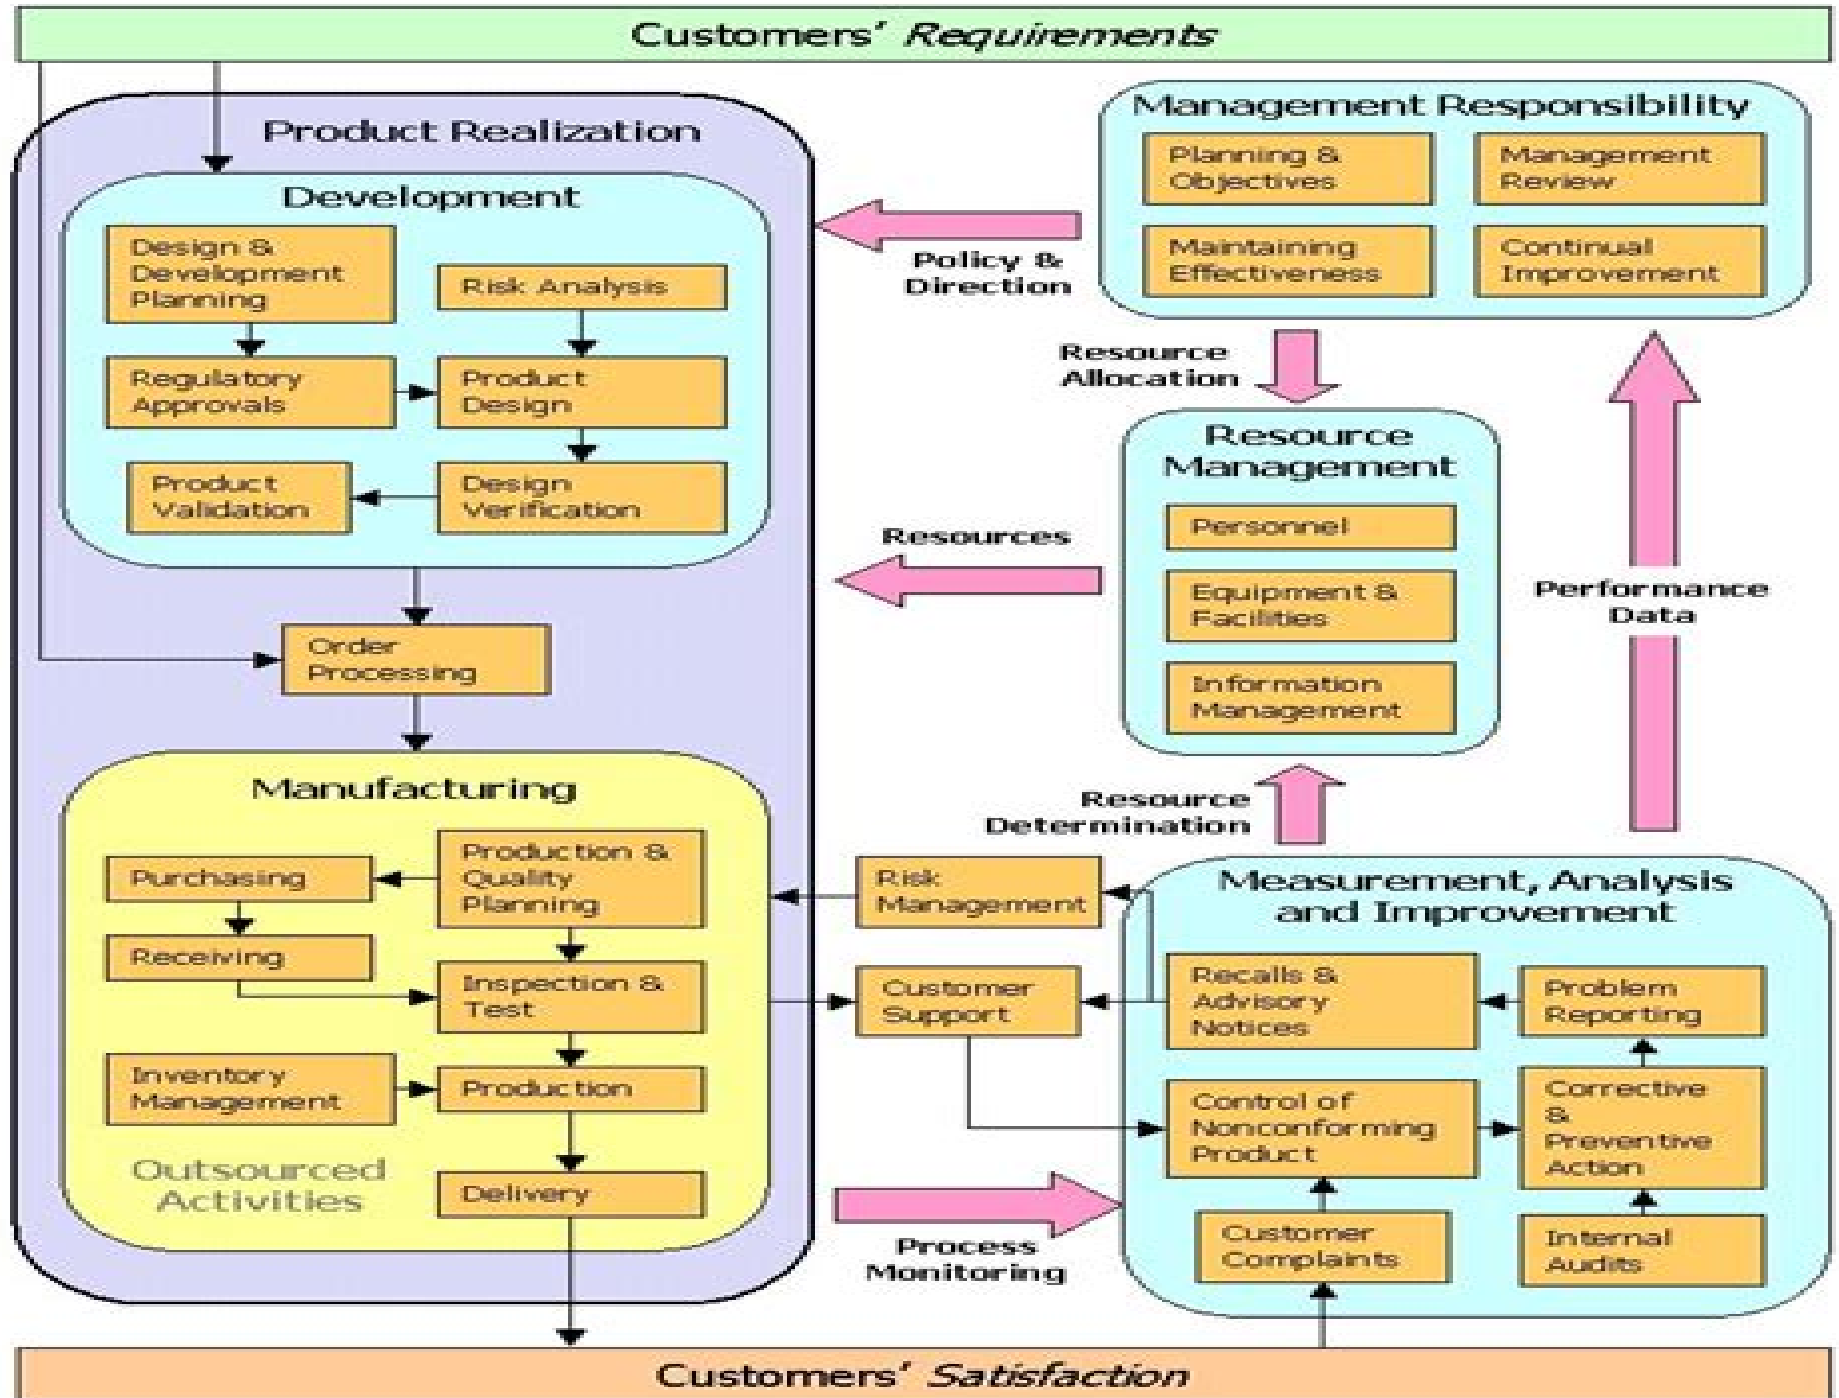 Customers' Requirements
Product Realization
Development
Design &
Development
Planning
Risk Analysis
Regulatory
Approvals
Product
Design
Product
Validation
Design
Verification
Order
Processing
Manufacturing
Production &
Quality
Planning
Purchasing
Receiving
Inspection &
Test
Inventory
Management
Production
Outsourced
Activities
Delivery
Management Responsibility
Planning &
Objectives
Management
Review
Maintaining
Effectiveness
Continual
Improvement
Policy &
Direction
Resource
Allocation
Resource
Management
Personnel
Equipment &
Facilities
Information
Management
Resources
Performance
Data
Resource
Determination
Risk
Management
Customer
Support
Measurement, Analysis
and Improvement
Recalls &
Advisory
Notices
Problem
Reporting
Control of
Nonconforming
Product
Corrective
&
Preventive
Action
Customer
Complaints
Internal
Audits
Process
Monitoring
Customers' Satisfaction